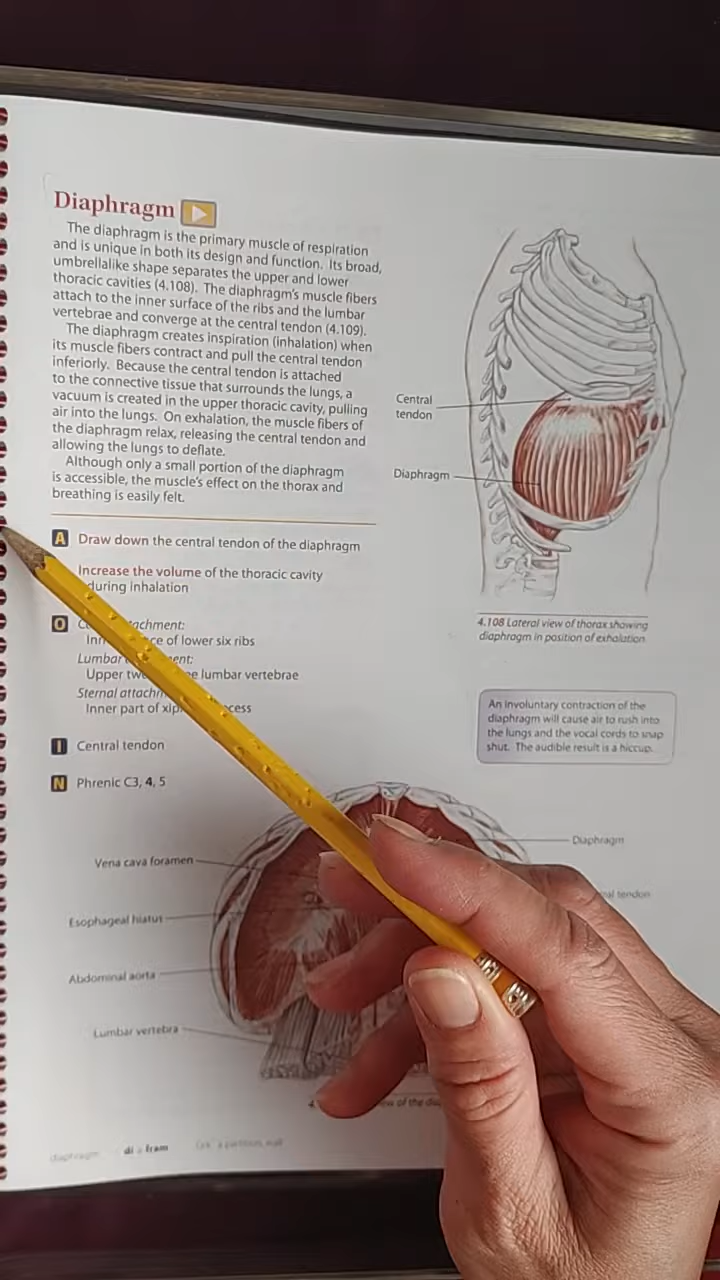 Diaphragm
The diaphragm is the primary muscle of respiration
and is unique in both its design and function. Its broad,
umbrellalike shape separates the upper and lower
thoracic cavities (4.108). The diaphragm's muscle fibers
attach to the inner surface of the ribs and the lumbar
vertebrae and converge at the central tendon (4.109).
The diaphragm creates inspiration (inhalation) when
its muscle fibers contract and pull the central tendon
inferiorly. Because the central tendon is attached
to the connective tissue that surrounds the lungs, a
vacuum is created in the upper thoracic cavity, pulling
air into the lungs. On exhalation, the muscle fibers of
the diaphragm relax, releasing the central tendon and
allowing the lungs to deflate.
Although only a small portion of the diaphragm
is accessible, the muscle's effect on the thorax and
breathing is easily felt.
A Draw down the central tendon of the diaphragm
Increase the volume of the thoracic cavity
during inhalation
O
of lower six ribs
Lumbar
Upper lumbar vertebrae
Sternal
Inner part of
I Central tendon
N Phrenic C3, 4, 5
Central
tendon
Diaphragm
4.108 Lateral view of thorax showing
diaphragm in position of exhalation
An involuntary contraction of the
diaphragm will cause air to rush into
the lungs and the vocal cords to snap
shut. The audible result is a hiccup.
Diaphragm
tendon
Vena cava foramen
Esophageal hiatus
Abdominal aorta
Lumbar vertebra
of the
diaphragm di-a-fram